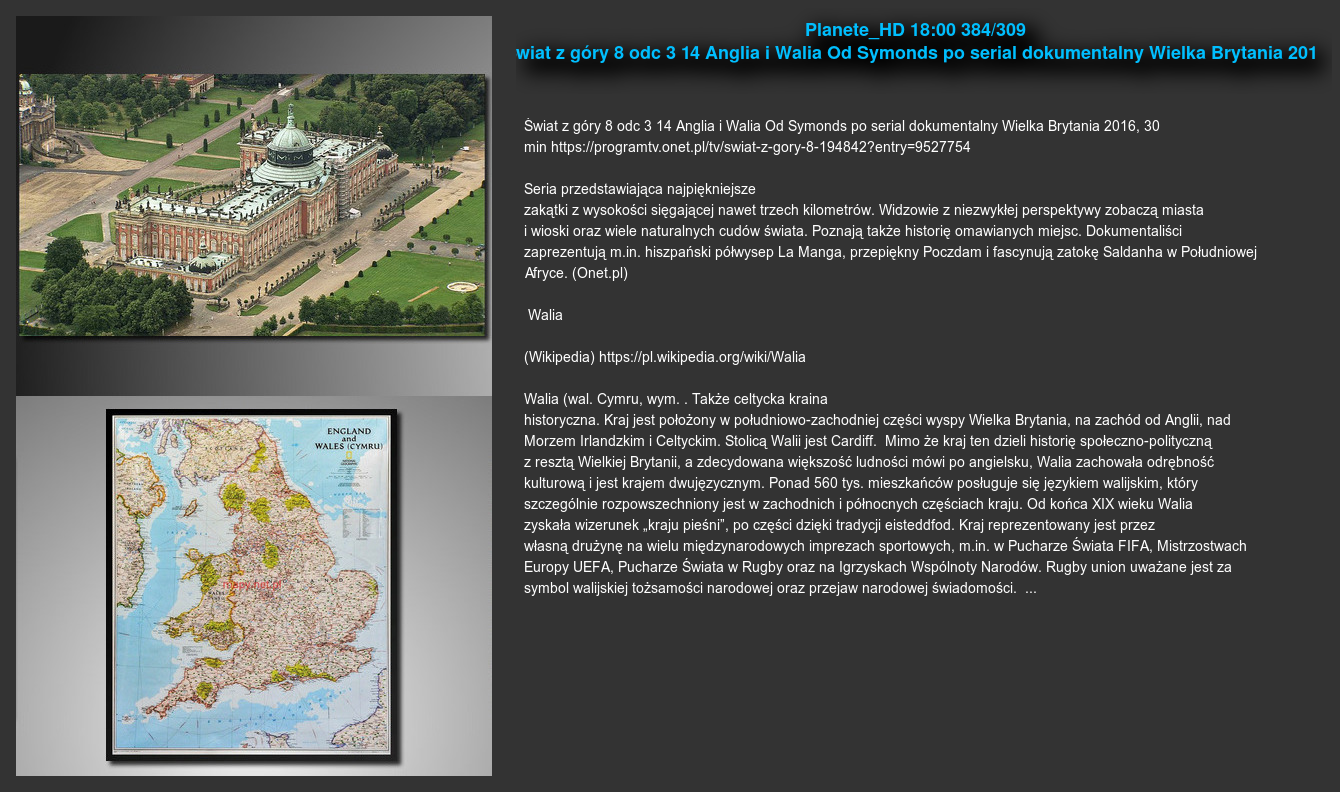 Planete_HD 18:00 384/309
wiat z góry 8 odc 3 14 Anglia i Walia Od Symonds po serial dokumentalny Wielka Brytania 201
Świat z góry 8 odc 3 14 Anglia i Walia Od Symonds po serial dokumentalny Wielka Brytania 2016, 30
min https://programtv.onet.pl/tv/swiat-z-gory-8-194842?entry=9527754
Seria przedstawiająca najpiękniejsze
zakątki z wysokości sięgającej nawet trzech kilometrów. Widzowie z niezwykłej perspektywy zobaczą miasta
i wioski oraz wiele naturalnych cudów świata. Poznają także historię omawianych miejsc. Dokumentaliści
zaprezentują m.in. hiszpański półwysep La Manga, przepiękny Poczdam i fascynują zatokę Saldanha w Południowej
Afryce. (Onet.pl)
Walia
(Wikipedia) https://pl.wikipedia.org/wiki/Walia
Walia (wal. Cymru, wym. . Także celtycka kraina
historyczna. Kraj jest położony w południowo-zachodniej części wyspy Wielka Brytania, na zachód od Anglii, nad
Morzem Irlandzkim i Celtyckim. Stolicą Walii jest Cardiff.  Mimo że kraj ten dzieli historię społeczno-polityczną
z resztą Wielkiej Brytanii, a zdecydowana większość ludności mówi po angielsku, Walia zachowała odrębność
kulturową i jest krajem dwujęzycznym. Ponad 560 tys. mieszkańców posługuje się językiem walijskim, który
szczególnie rozpowszechniony jest w zachodnich i północnych częściach kraju. Od końca XIX wieku Walia
zyskała wizerunek „kraju pieśni”, po części dzięki tradycji eisteddfod. Kraj reprezentowany jest przez
własną drużynę na wielu międzynarodowych imprezach sportowych, m.in. w Pucharze Świata FIFA, Mistrzostwach
Europy UEFA, Pucharze Świata w Rugby oraz na Igrzyskach Wspólnoty Narodów. Rugby union uważane jest za
symbol walijskiej tożsamości narodowej oraz przejaw narodowej świadomości.  ...
ENGLAND
and
WALES (CYMRU)